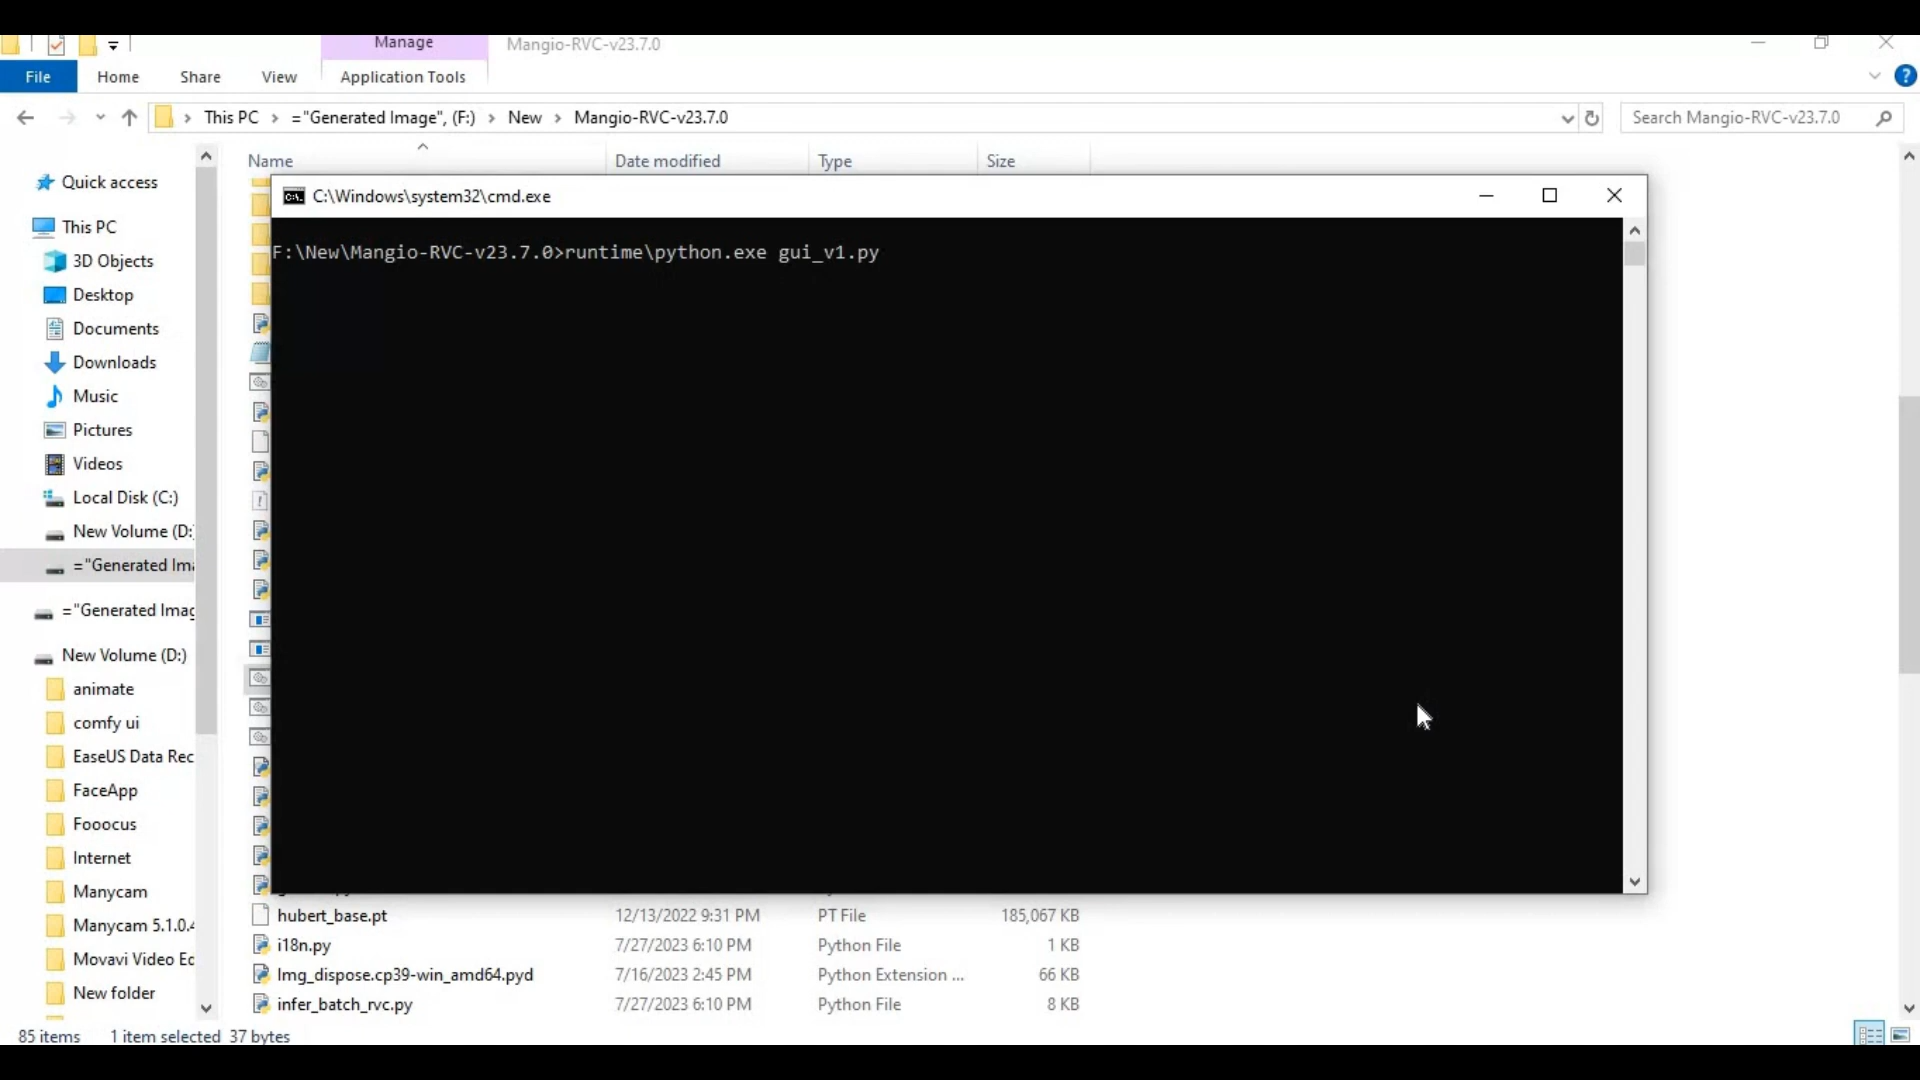 Manage
Mangio-RVC-v23.7.0
File
Home
Share
View
Application Tools
This PC > ="Generated Image", (F:) > New > Mangio-RVC-v23.7.0
Search Mangio-RVC-v23.7.0
Name
Date modified
Type
Size
Quick access
This PC
3D Objects
Desktop
Documents
Downloads
Music
Pictures
Videos
Local Disk (C:)
New Volume (D:
="Generated Ima
="Generated Imag
New Volume (D:)
animate
comfy ui
EaseUS Data Rec
FaceApp
Fooocus
Internet
Manycam
Manycam 5.1.0.4
Movavi Video Ed
New folder
C:\Windows\system32\cmd.exe
F:\New\Mangio-RVC-v23.7.0>runtime\python.exe gui_v1.py
hubert_base.pt 12/13/2022 9:31 PM PT File 185,067 KB
i18n.py 7/27/2023 6:10 PM Python File 1 KB
lmg_dispose.cp39-win_amd64.pyd 7/16/2023 2:45 PM Python Extension ... 66 KB
infer_batch_rvc.py 7/27/2023 6:10 PM Python File 8 KB
85 items 1 item selected 37 bytes